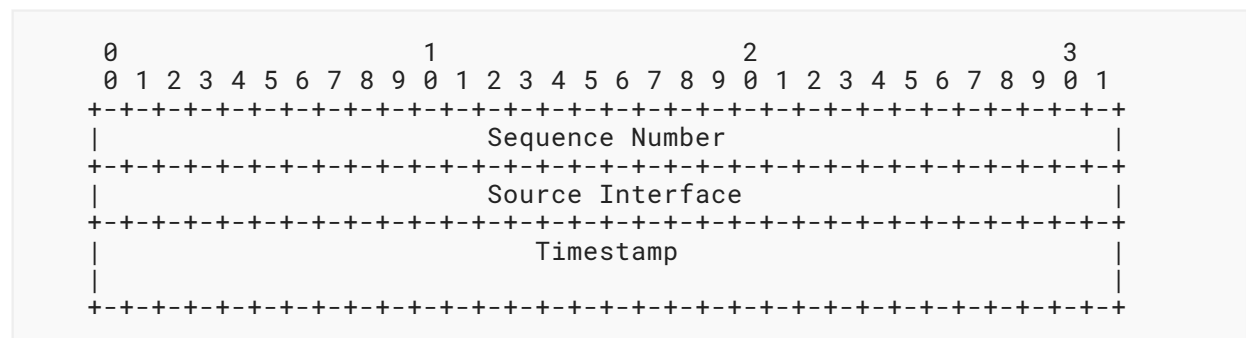 0                   1                   2                   3
 0 1 2 3 4 5 6 7 8 9 0 1 2 3 4 5 6 7 8 9 0 1 2 3 4 5 6 7 8 9 0 1
+-+-+-+-+-+-+-+-+-+-+-+-+-+-+-+-+-+-+-+-+-+-+-+-+-+-+-+-+-+-+-+-+
|                        Sequence Number                        |
+-+-+-+-+-+-+-+-+-+-+-+-+-+-+-+-+-+-+-+-+-+-+-+-+-+-+-+-+-+-+-+-+
|                        Source Interface                       |
+-+-+-+-+-+-+-+-+-+-+-+-+-+-+-+-+-+-+-+-+-+-+-+-+-+-+-+-+-+-+-+-+
|                           Timestamp                           |
|                                                               |
+-+-+-+-+-+-+-+-+-+-+-+-+-+-+-+-+-+-+-+-+-+-+-+-+-+-+-+-+-+-+-+-+